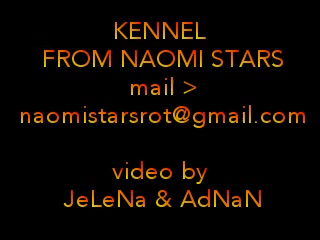 KENNEL
FROM NAOMI STARS
mail >
naomistarsrot@gmail.com
video by
JeLeNa & AdNaN